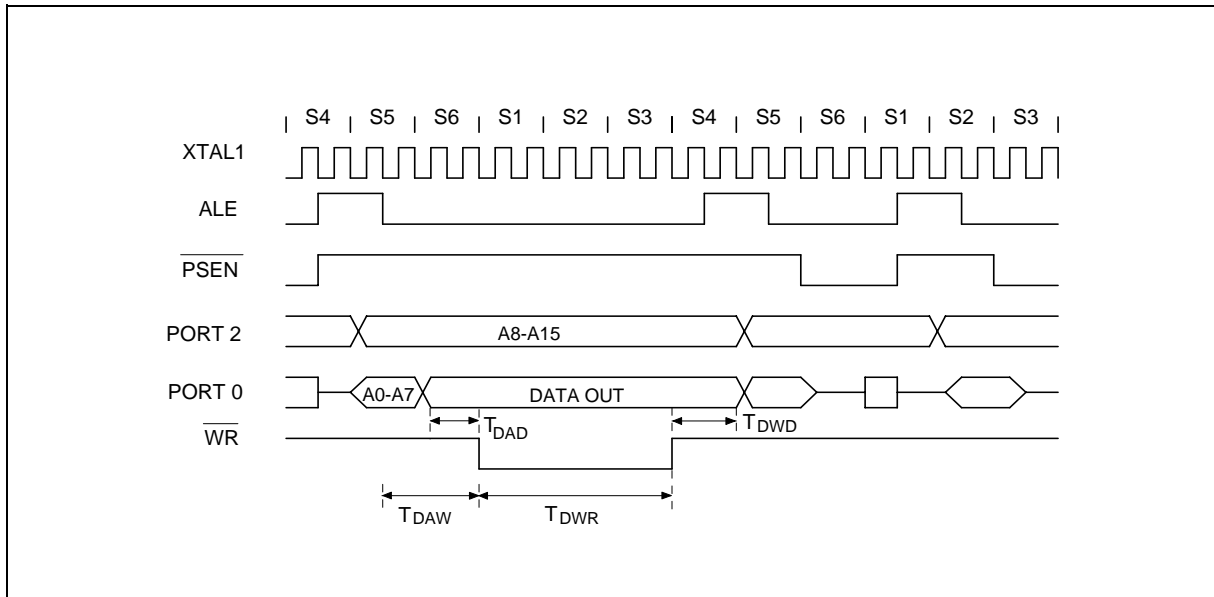 S4 S5 S6 S1 S2 S3 S4 S5 S6 S1 S2 S3
XTAL1
ALE
PSEN
PORT 2 A8-A15
PORT 0 A0-A7 DATA OUT
TDAD TDWD
WR
TDAW TDWR